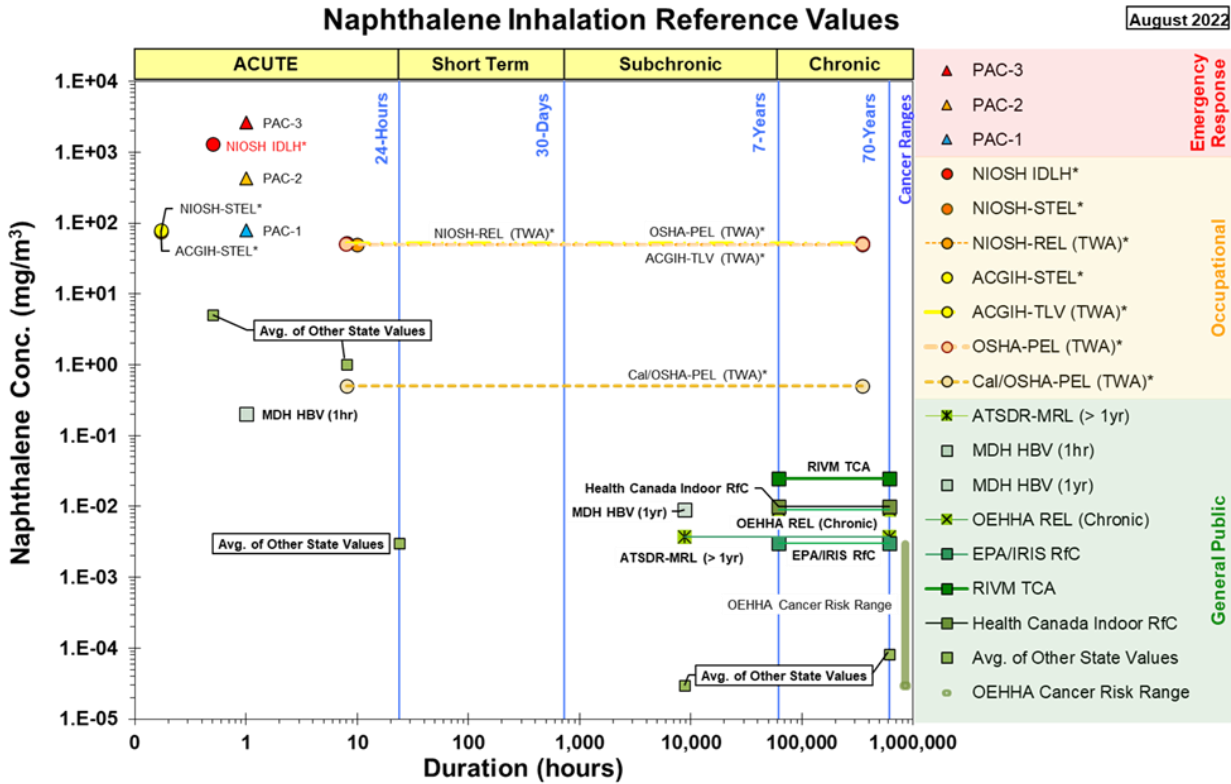 Naphthalene Inhalation Reference Values
August 2022
ACUTE
Short Term
Subchronic
Chronic
Naphthalene Conc. (mg/m³)
1.E+04
1.E+03
1.E+02
1.E+01
1.E+00
1.E-01
1.E-02
1.E-03
1.E-04
1.E-05
24-Hours
30-Days
7-Years
70-Years
Cancer Ranges
PAC-3
NIOSH IDLH*
PAC-2
NIOSH-STEL*
PAC-1
ACGIH-STEL*
NIOSH-REL (TWA)*
OSHA-PEL (TWA)*
ACGIH-TLV (TWA)*
Avg. of Other State Values
Cal/OSHA-PEL (TWA)*
MDH HBV (1hr)
RIVM TCA
Health Canada Indoor RfC
MDH HBV (1yr)
OEHHA REL (Chronic)
Avg. of Other State Values
ATSDR-MRL (> 1yr)
EPA/IRIS RfC
OEHHA Cancer Risk Range
Avg. of Other State Values
0
1
10
100
1,000
10,000
100,000
1,000,000
Duration (hours)
Emergency
Response
PAC-3
PAC-2
PAC-1
Occupational
NIOSH IDLH*
NIOSH-STEL*
NIOSH-REL (TWA)*
ACGIH-STEL*
ACGIH-TLV (TWA)*
OSHA-PEL (TWA)*
Cal/OSHA-PEL (TWA)*
General Public
ATSDR-MRL (> 1yr)
MDH HBV (1hr)
MDH HBV (1yr)
OEHHA REL (Chronic)
EPA/IRIS RfC
RIVM TCA
Health Canada Indoor RfC
Avg. of Other State Values
OEHHA Cancer Risk Range